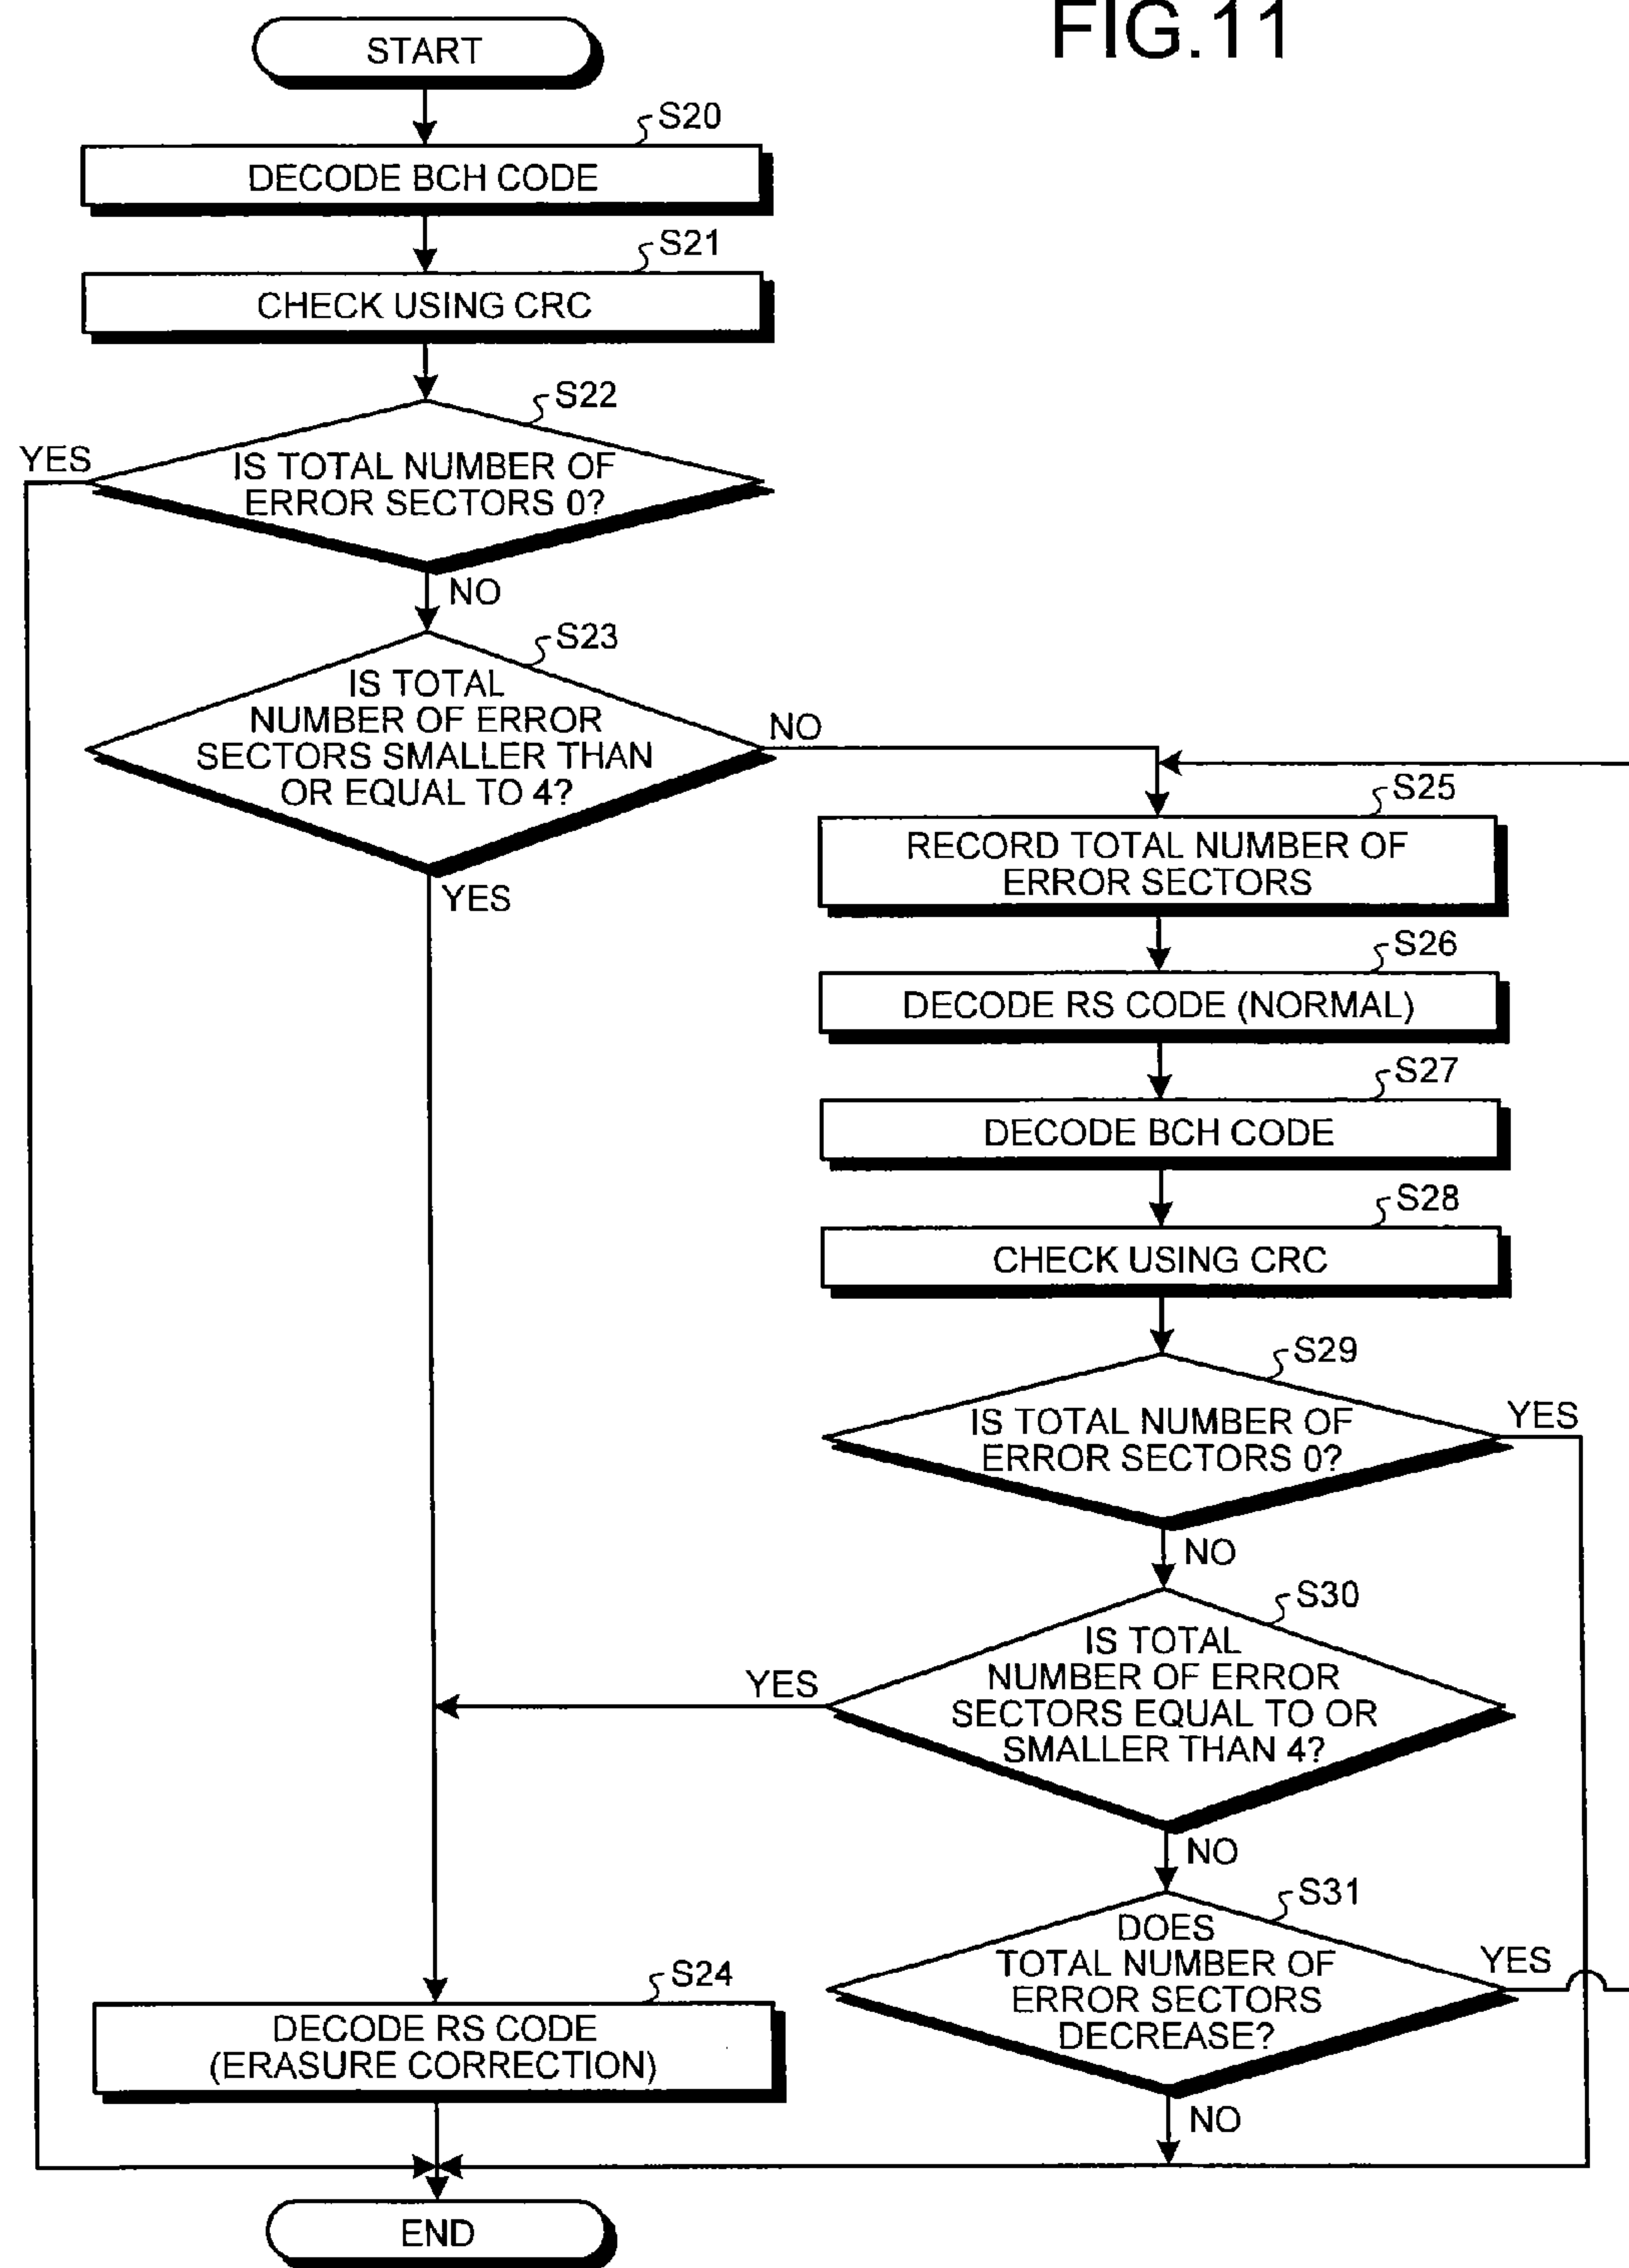 FIG.11
START
S20
DECODE BCH CODE
S21
CHECK USING CRC
S22
YES
IS TOTAL NUMBER OF
ERROR SECTORS 0?
NO
S23
IS TOTAL
NUMBER OF ERROR
SECTORS SMALLER THAN
OR EQUAL TO 4?
NO
YES
S25
RECORD TOTAL NUMBER OF
ERROR SECTORS
S26
DECODE RS CODE (NORMAL)
S27
DECODE BCH CODE
S28
CHECK USING CRC
S29
IS TOTAL NUMBER OF
ERROR SECTORS 0?
YES
NO
S30
IS TOTAL
NUMBER OF ERROR
SECTORS EQUAL TO OR
SMALLER THAN 4?
YES
NO
S31
DOES
TOTAL NUMBER OF
ERROR SECTORS
DECREASE?
YES
NO
S24
DECODE RS CODE
(ERASURE CORRECTION)
END